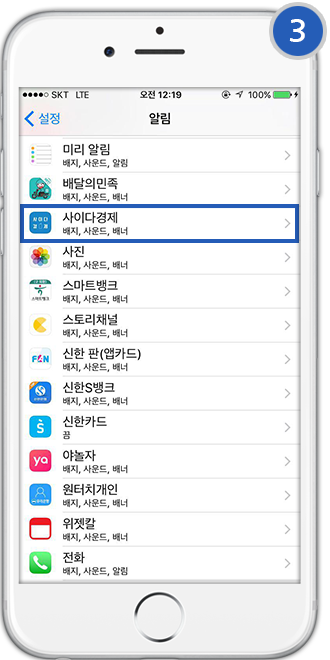 3
SKT LTE 오전 12:19 100%
설정 알림
미리 알림
배지, 사운드, 알림
배달의민족
배지, 사운드, 배너
사이다경제
배지, 사운드, 배너
사진
배지, 사운드, 배너
스마트뱅크
배지, 사운드, 배너
스토리채널
배지, 사운드, 배너
FAN
신한 판(앱카드)
배지, 사운드, 배너
신한S뱅크
배지, 사운드, 배너
신한카드
끔
ya
야놀자
배지, 사운드, 배너
원터치개인
배지, 사운드, 배너
위젯칼
배지, 사운드, 배너
전화
배지, 사운드, 알림